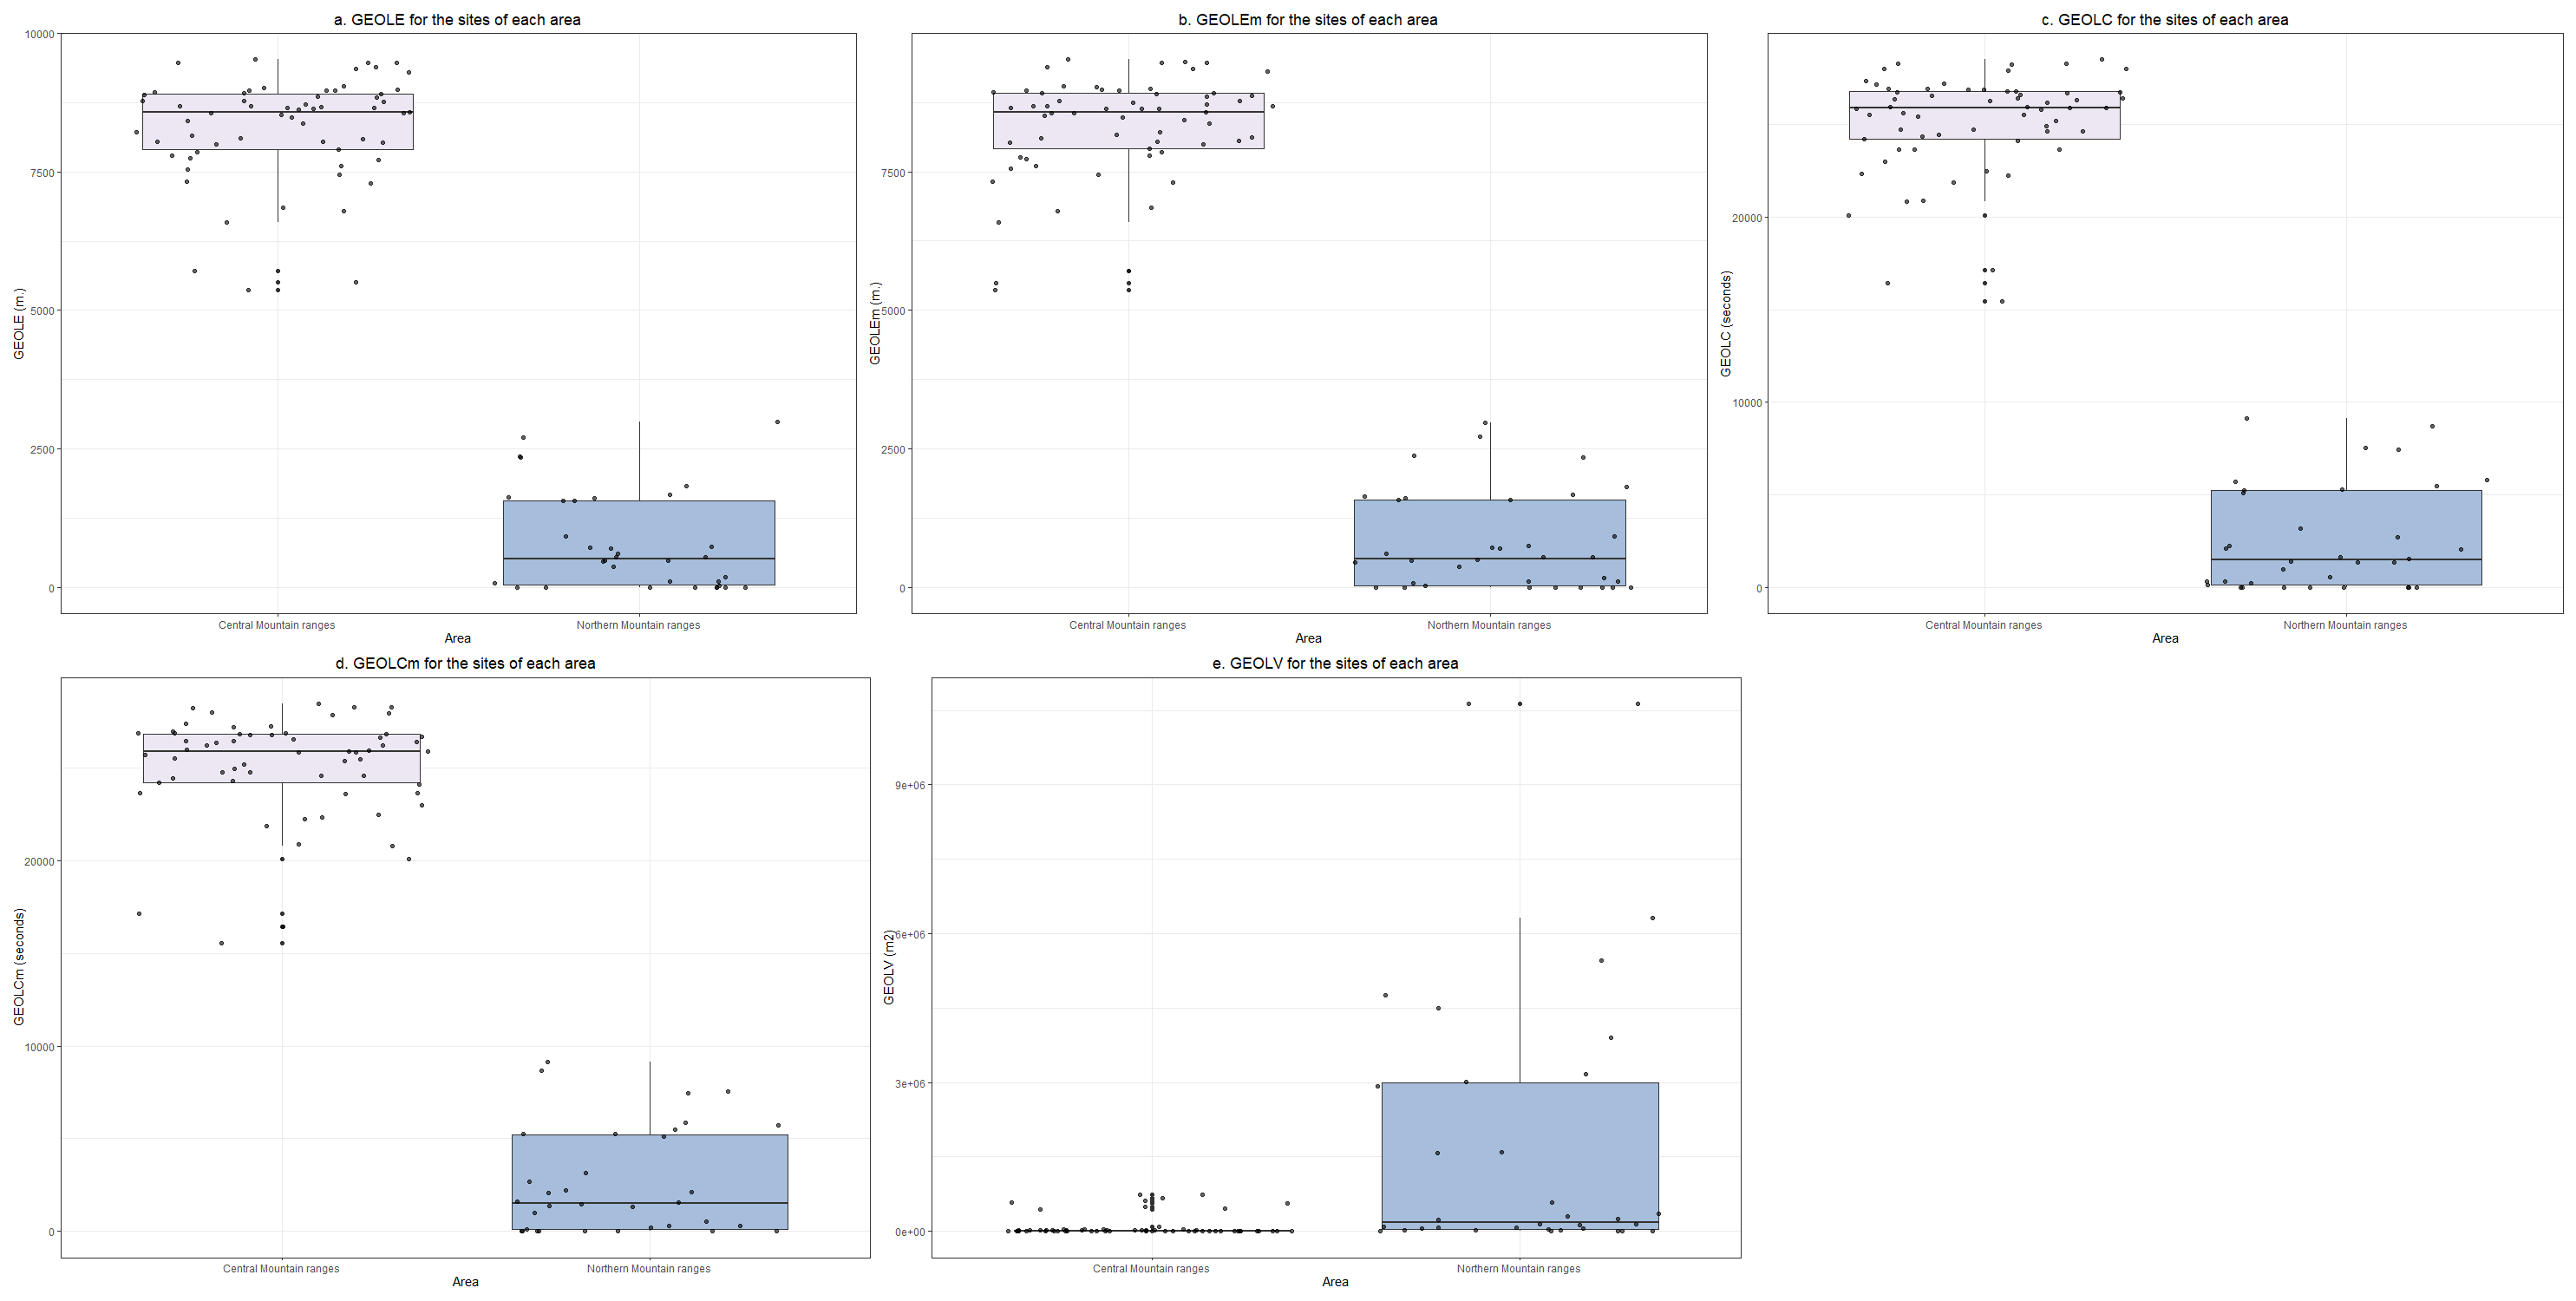 a. GEOLE for the sites of each area
GEOLE (m.)
10000
7500
5000
2500
0
Central Mountain ranges
Northern Mountain ranges
Area
b. GEOLEm for the sites of each area
GEOLEm (m.)
7500
5000
2500
0
Central Mountain ranges
Northern Mountain ranges
Area
c. GEOLC for the sites of each area
GEOLC (seconds)
20000
10000
0
Central Mountain ranges
Northern Mountain ranges
Area
d. GEOLCm for the sites of each area
GEOLCm (seconds)
20000
10000
0
Central Mountain ranges
Northern Mountain ranges
Area
e. GEOLV for the sites of each area
GEOLV (m2)
9e+06
6e+06
3e+06
0e+00
Central Mountain ranges
Northern Mountain ranges
Area